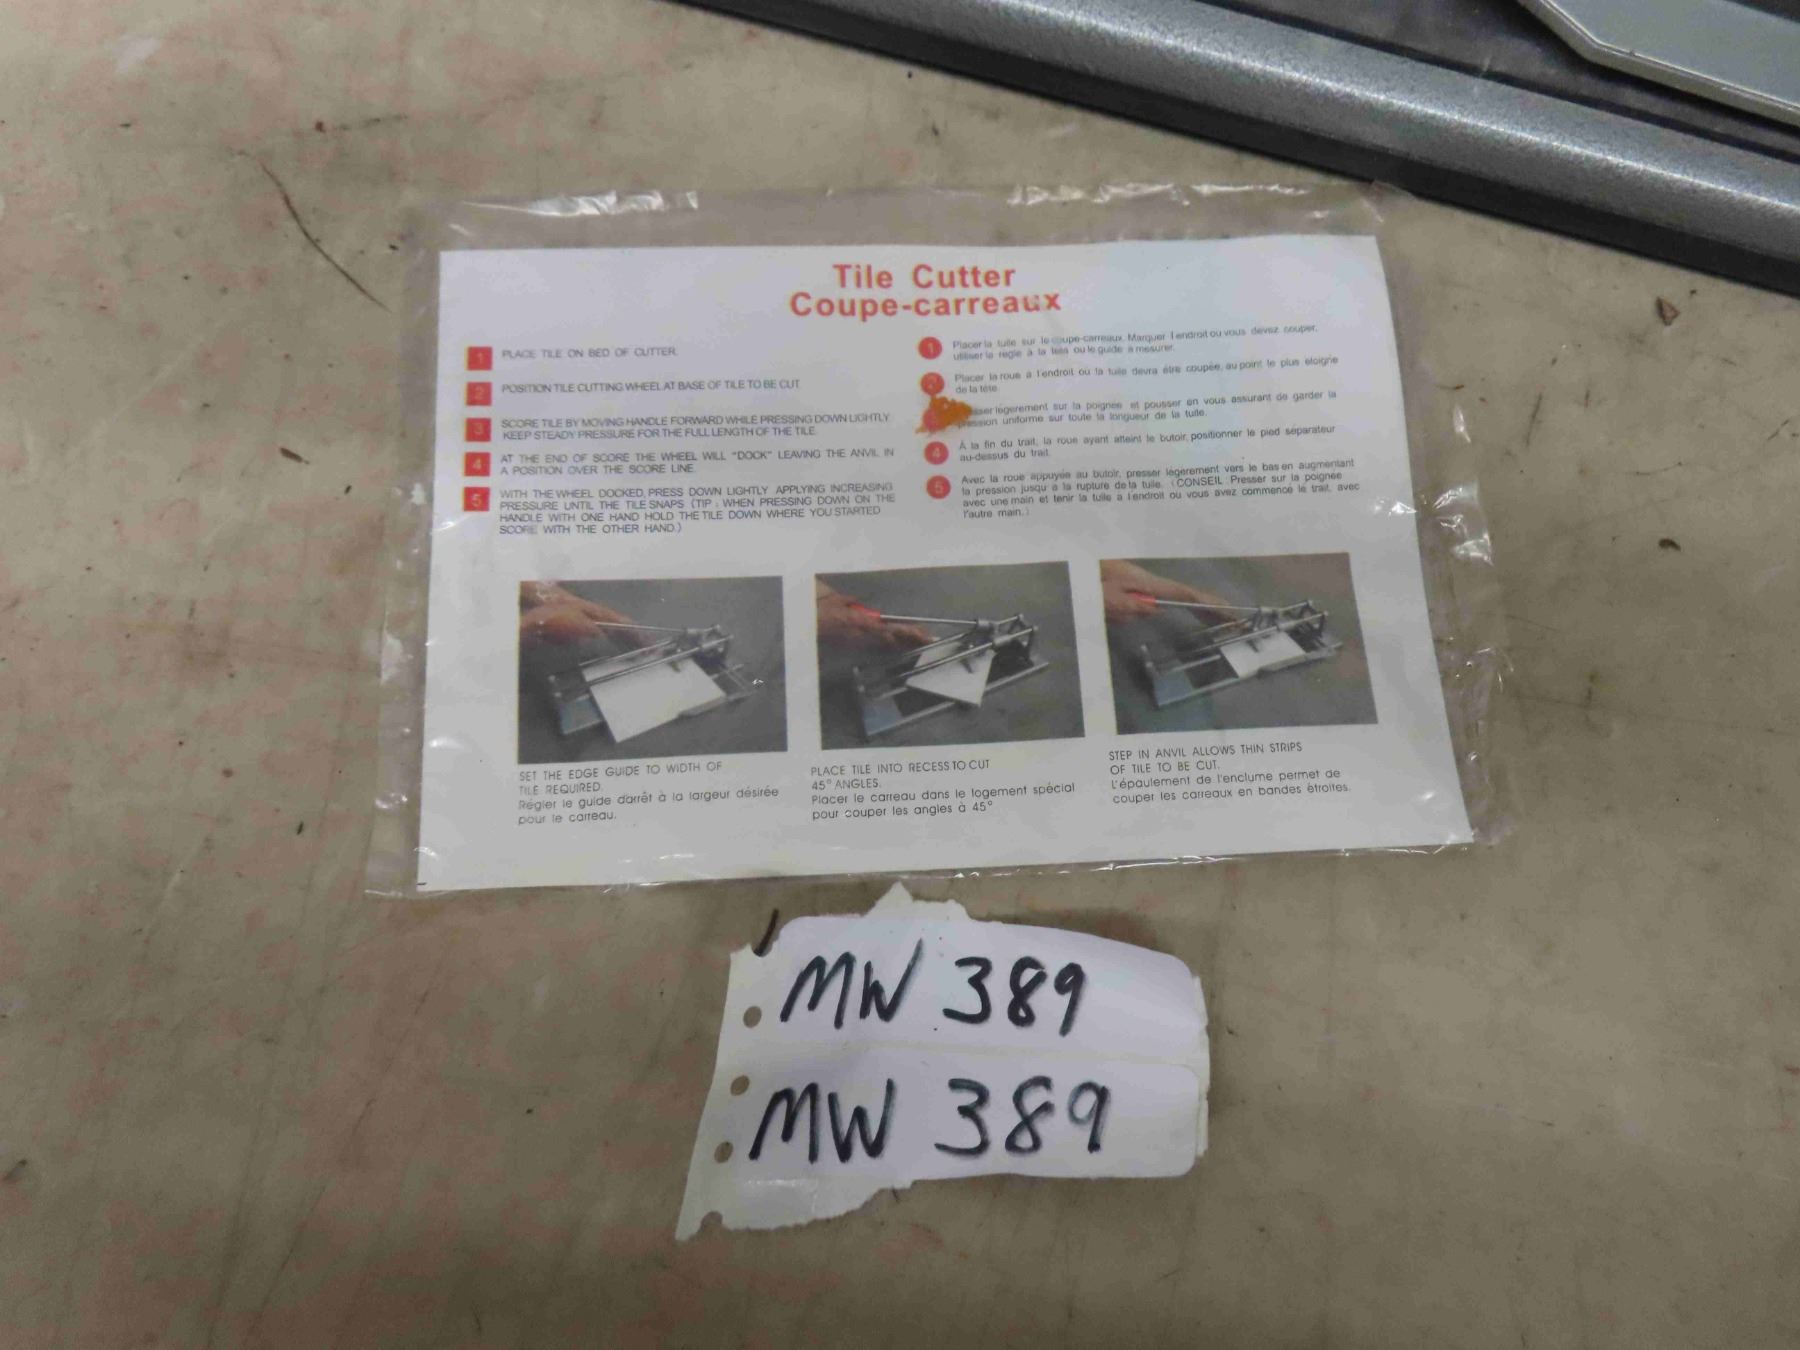 Tile Cutter
Coupe-carreaux
1 PLACE TILE ON BED OF CUTTER.
2 POSITION TILE CUTTING WHEEL AT BASE OF TILE TO BE CUT
3 SCORE TILE BY MOVING HANDLE FORWARD WHILE PRESSING DOWN LIGHTLY
KEEP STEADY PRESSURE FOR THE FULL LENGTH OF THE TILE.
4 AT THE END OF SCORE THE WHEEL WILL "DOCK" LEAVING THE ANVIL IN
A POSITION OVER THE SCORE LINE.
5 WITH THE WHEEL DOCKED, PRESS DOWN LIGHTLY APPLYING INCREASING
PRESSURE UNTIL THE TILE SNAPS (TIP : WHEN PRESSING DOWN ON THE
HANDLE WITH ONE HAND HOLD THE TILE DOWN WHERE YOU STARTED
SCORE WITH THE OTHER HAND.)
1 Placer la tuile sur le coupe-carreaux. Marquer l'endroit ou vous devez couper,
utiliser le regle à la tete ou le guide a mesurer.
2 Placer la roue a l'endroit ou la tuile devra être coupée, au point le plus eloigne
de la tete.
légerement sur la poignée et pousser en vous assurant de garder la
pression uniforme sur toute la longueur de la tuile.
4 À la fin du trait, la roue ayant atteint le butoir, positionner le pied séparateur
au-dessus du trait.
5 Avec la roue appuyée au butoir, presser légerement vers le bas en augmentant
la pression jusqu'a la rupture de la tuile. (CONSEIL: Presser sur la poignée
avec une main et tenir la tuile a l'endroit ou vous avez commencé le trait, avec
l'autre main.)
SET THE EDGE GUIDE TO WIDTH OF
TILE REQUIRED.
Régler le guide d'arrêt à la largeur désirée
pour le carreau.
PLACE TILE INTO RECESS TO CUT
45° ANGLES.
Placer le carreau dans le logement spécial
pour couper les angles à 45°
STEP IN ANVIL ALLOWS THIN STRIPS
OF TILE TO BE CUT.
L'épaulement de l'enclume permet de
couper les carreaux en bandes étroites.
MW 389
MW 389